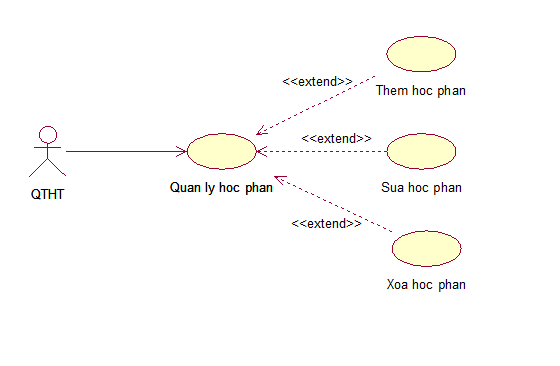 <<extend>>
Them hoc phan
<<extend>>
QTHT
Quan ly hoc phan
Sua hoc phan
<<extend>>
Xoa hoc phan